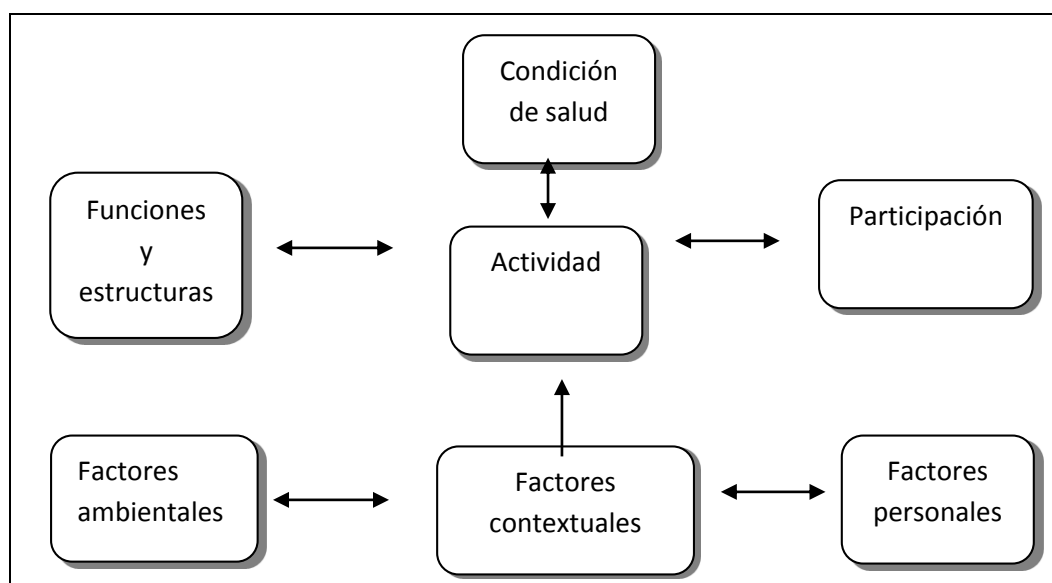 Condición
de salud
Funciones
y
estructuras
Actividad
Participación
Factores
ambientales
Factores
contextuales
Factores
personales